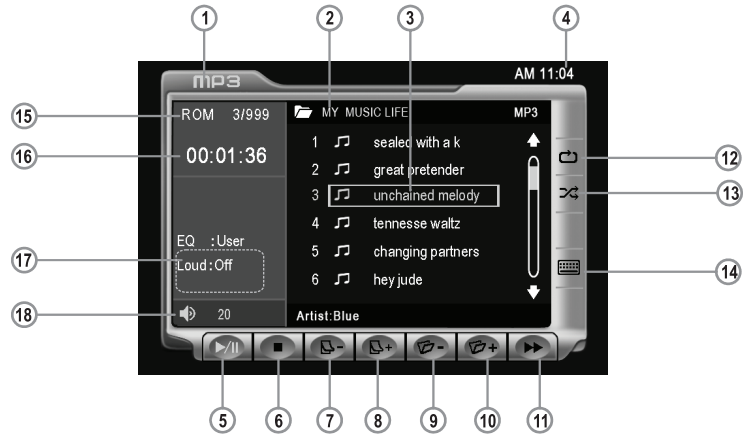 1
2
3
4
mp3
AM 11:04
15
ROM 3/999
MY MUSIC LIFE
MP3
16
00:01:36
1 sealed with a k
2 great pretender
3 unchained melody
4 tennesse waltz
5 changing partners
6 hey jude
12
13
14
EQ :User
17
Loud:Off
18
20
Artist:Blue
5
6
7
8
9
10
11